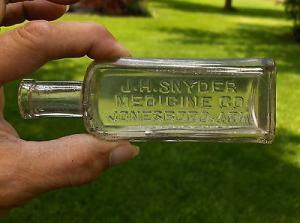 J.H. SNYDER
MEDICINE CO
JONESBORO, ARK